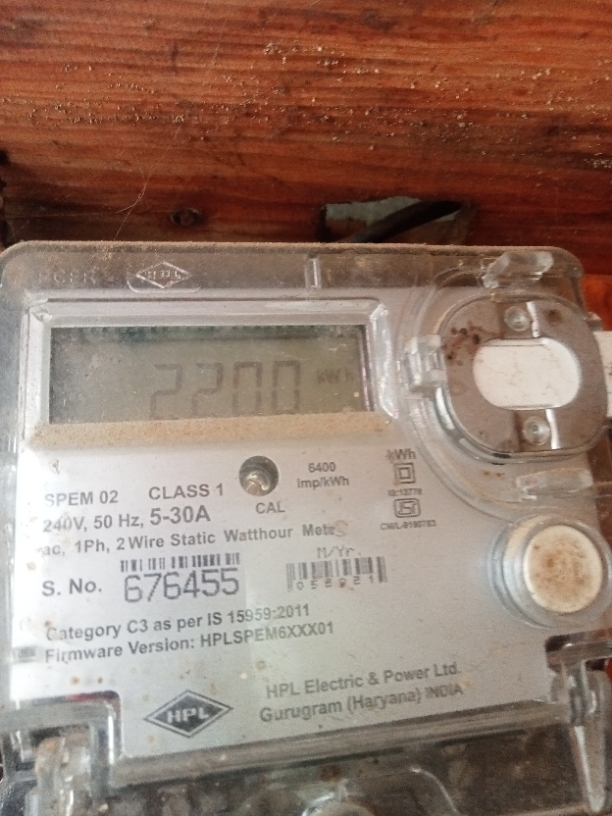 HPL
2200 kWh
SPEM 02 CLASS 1
CAL
6400
imp/kWh
kWh
240V, 50 Hz, 5-30A
ac, 1Ph, 2 Wire Static Watthour Meter
M/Yr.
S. No. 676455
Category C3 as per IS 15959:2011
Firmware Version: HPLSPEM6XXX01
HPL
HPL Electric & Power Ltd.
Gurugram (Haryana) INDIA